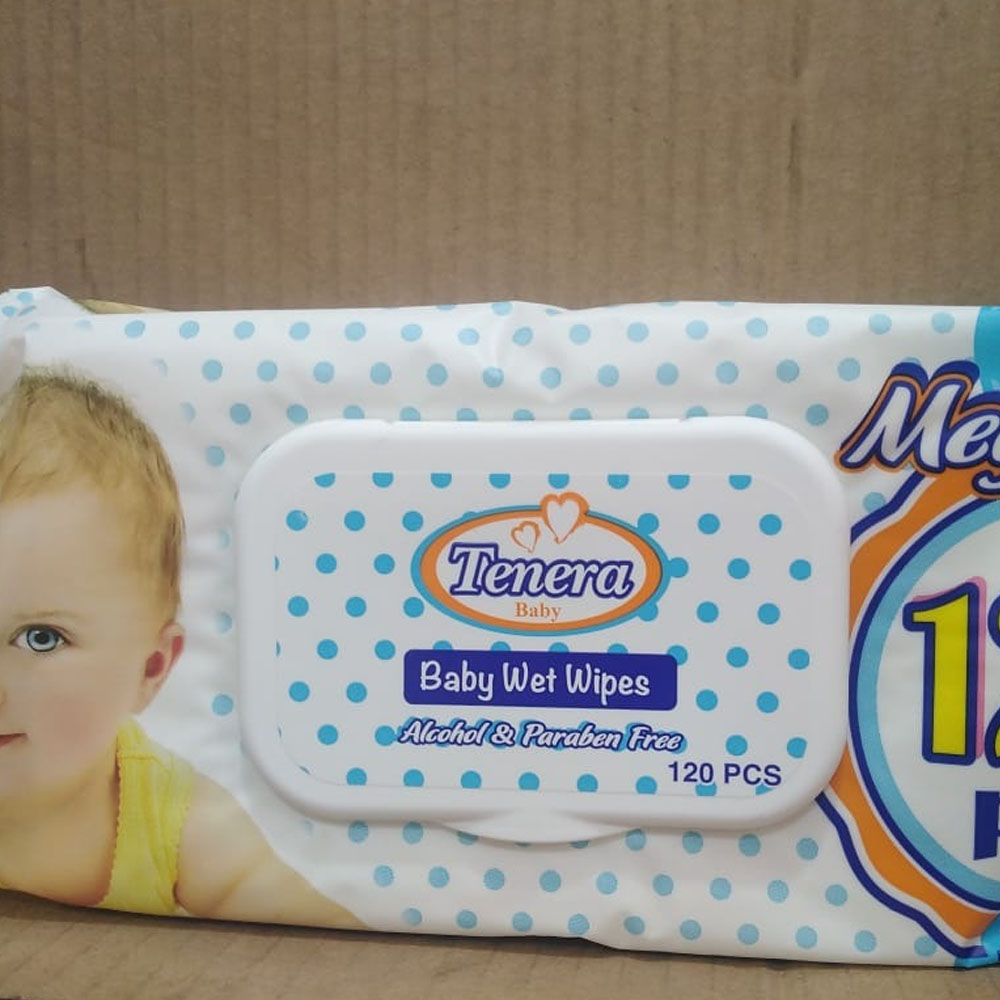 Tenera
Baby
Baby Wet Wipes
Alcohol & Paraben Free
120 PCS